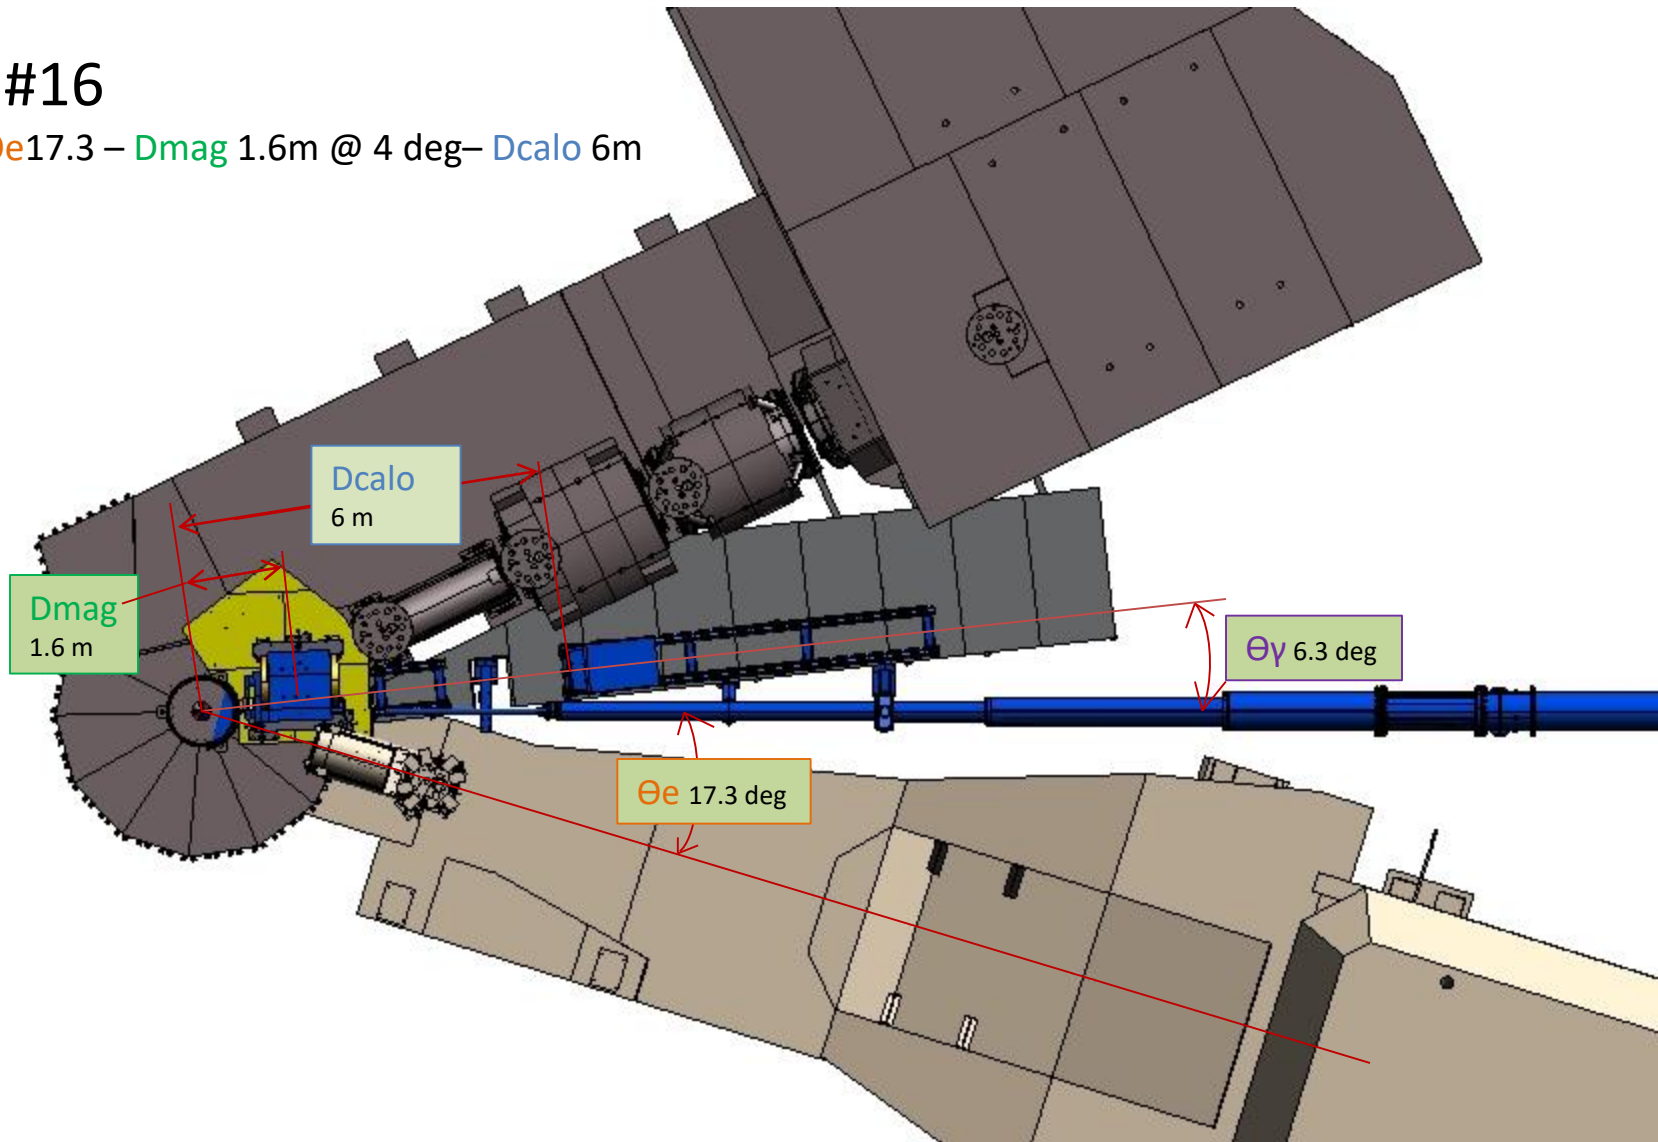 #16
e17.3 – Dmag 1.6m @ 4 deg– Dcalo 6m
Dcalo
6 m
Dmag
1.6 m
Θγ 6.3 deg
Θe 17.3 deg